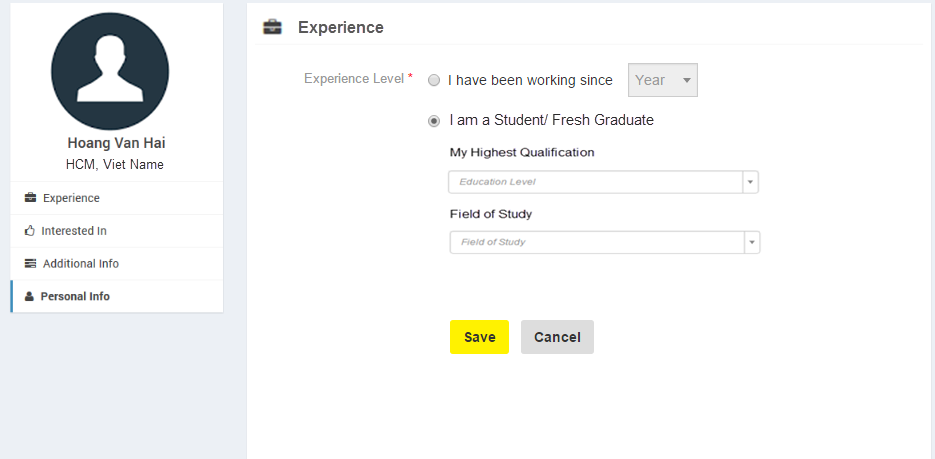 Hoang Van Hai
HCM, Viet Name
Experience
Interested In
Additional Info
Personal Info
Experience
Experience Level *
I have been working since
Year
I am a Student/ Fresh Graduate
My Highest Qualification
Education Level
Field of Study
Field of Study
Save
Cancel